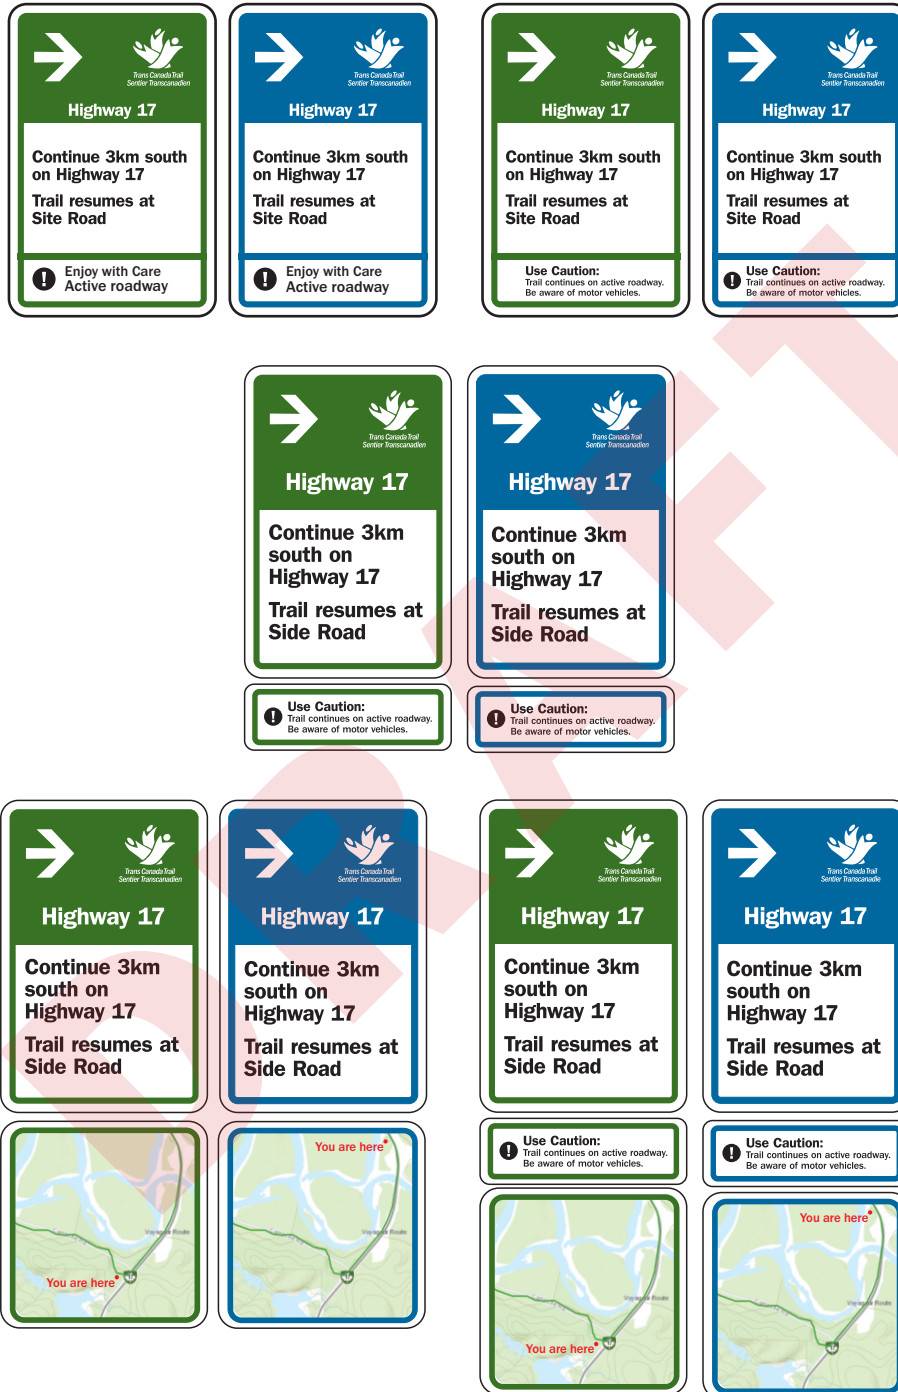 Trans Canada Trail
Sentier Transcanadien
Highway 17
Continue 3km south
on Highway 17
Trail resumes at
Site Road
! Enjoy with Care
Active roadway
Trans Canada Trail
Sentier Transcanadien
Highway 17
Continue 3km south
on Highway 17
Trail resumes at
Site Road
! Enjoy with Care
Active roadway
Trans Canada Trail
Sentier Transcanadien
Highway 17
Continue 3km south
on Highway 17
Trail resumes at
Site Road
Use Caution:
Trail continues on active roadway.
Be aware of motor vehicles.
Trans Canada Trail
Sentier Transcanadien
Highway 17
Continue 3km south
on Highway 17
Trail resumes at
Site Road
! Use Caution:
Trail continues on active roadway.
Be aware of motor vehicles.
Trans Canada Trail
Sentier Transcanadien
Highway 17
Continue 3km
south on
Highway 17
Trail resumes at
Side Road
! Use Caution:
Trail continues on active roadway.
Be aware of motor vehicles.
Trans Canada Trail
Sentier Transcanadien
Highway 17
Continue 3km
south on
Highway 17
Trail resumes at
Side Road
! Use Caution:
Trail continues on active roadway.
Be aware of motor vehicles.
DRAFT
Trans Canada Trail
Sentier Transcanadien
Highway 17
Continue 3km
south on
Highway 17
Trail resumes at
Side Road
Voyageur Route
You are here
Trans Canada Trail
Sentier Transcanadien
Highway 17
Continue 3km
south on
Highway 17
Trail resumes at
Side Road
You are here
Voyageur Route
Trans Canada Trail
Sentier Transcanadien
Highway 17
Continue 3km
south on
Highway 17
Trail resumes at
Side Road
! Use Caution:
Trail continues on active roadway.
Be aware of motor vehicles.
Voyageur Route
You are here
Trans Canada Trail
Sentier Transcanadie
Highway 17
Continue 3km
south on
Highway 17
Trail resumes at
Side Road
! Use Caution:
Trail continues on active roadway.
Be aware of motor vehicles.
You are here
Voyageur Route